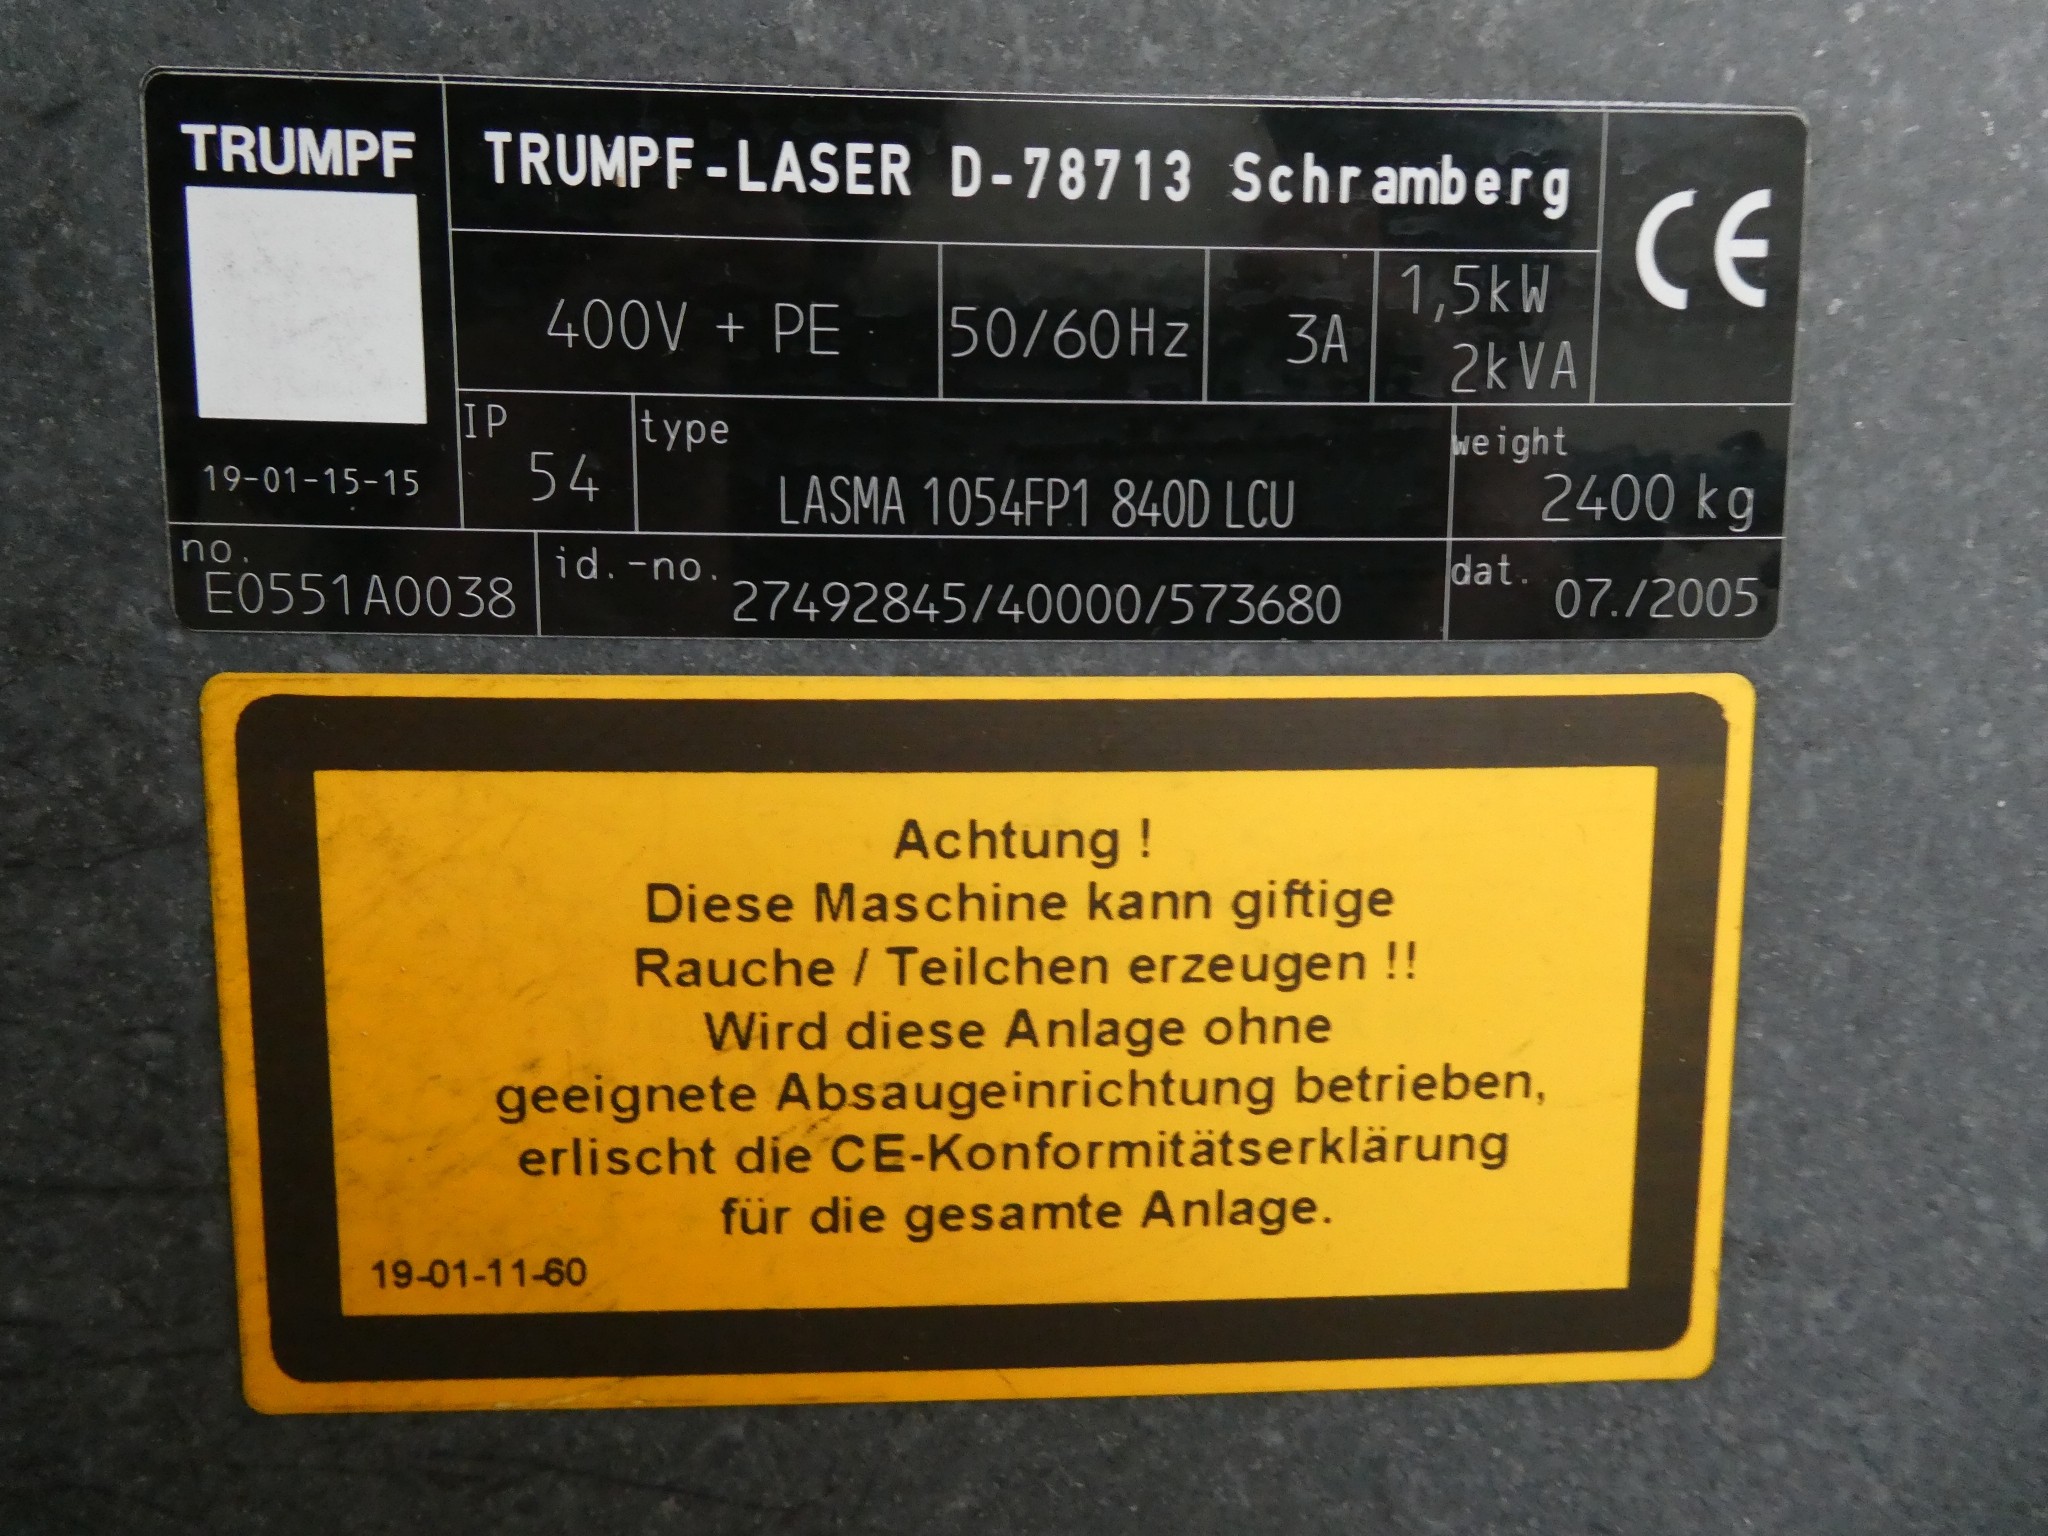 TRUMPF
TRUMPF-LASER D-78713 Schramberg
CE
400V + PE
50/60Hz
3A
1,5kW
2kVA
19-01-15-15
IP
54
type
LASMA 1054FP1 840D LCU
weight
2400 kg
no.
E0551A0038
id.-no.
27492845/40000/573680
dat.
07./2005
Achtung !
Diese Maschine kann giftige
Rauche / Teilchen erzeugen !!
Wird diese Anlage ohne
geeignete Absaugeinrichtung betrieben,
erlischt die CE-Konformitätserklärung
für die gesamte Anlage.
19-01-11-60